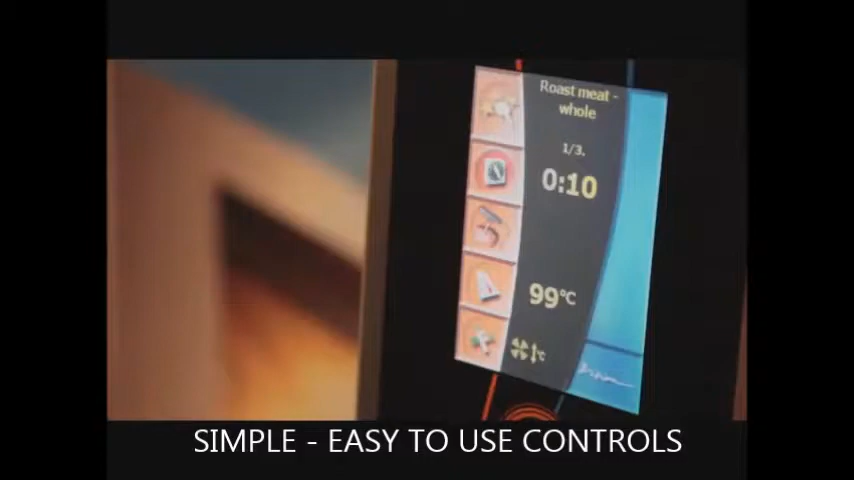 Roast meat -
whole
1/3.
0:10
99°C
°C
SIMPLE - EASY TO USE CONTROLS